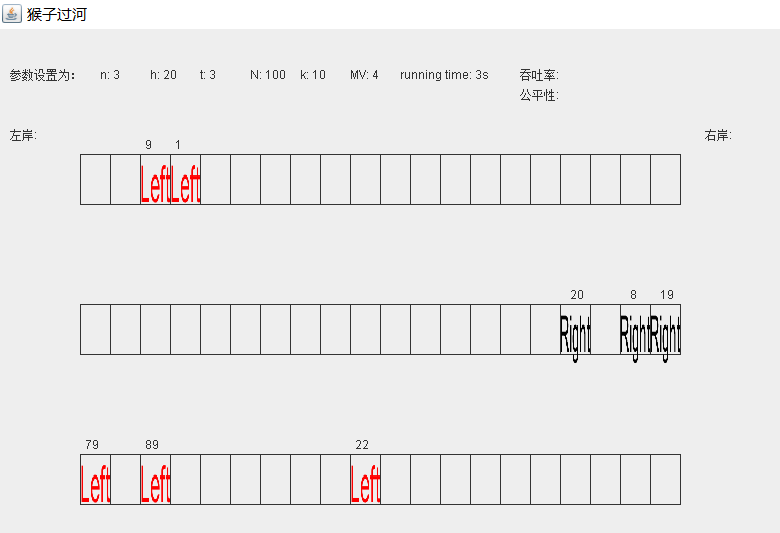 猴子过河
参数设置为: n: 3 h: 20 t: 3 N: 100 k: 10 MV: 4 running time: 3s 吞吐率:
公平性:
左岸: 右岸:
9 1
Left Left
20 8 19
Right Right Right
79 89 22
Left Left Left